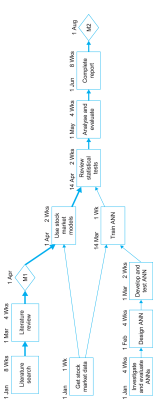 1 Jan 8 Wks
Literature
search
1 Mar 4 Wks
Literature
review
1 Apr
M1
1 Jan 1 Wk
Get stock
market data
1 Apr 2 Wks
Use stock
market
models
1 Jan 4 Wks
Investigate
and evaluate
ANNs
1 Feb 4 Wks
Design ANN
1 Mar 2 Wks
Develop and
test ANN
14 Mar 1 Wk
Train ANN
14 Apr 2 Wks
Review
statistical
tests
1 May 4 Wks
Analyse and
evaluate
1 Jun 8 Wks
Complete
report
1 Aug
M2